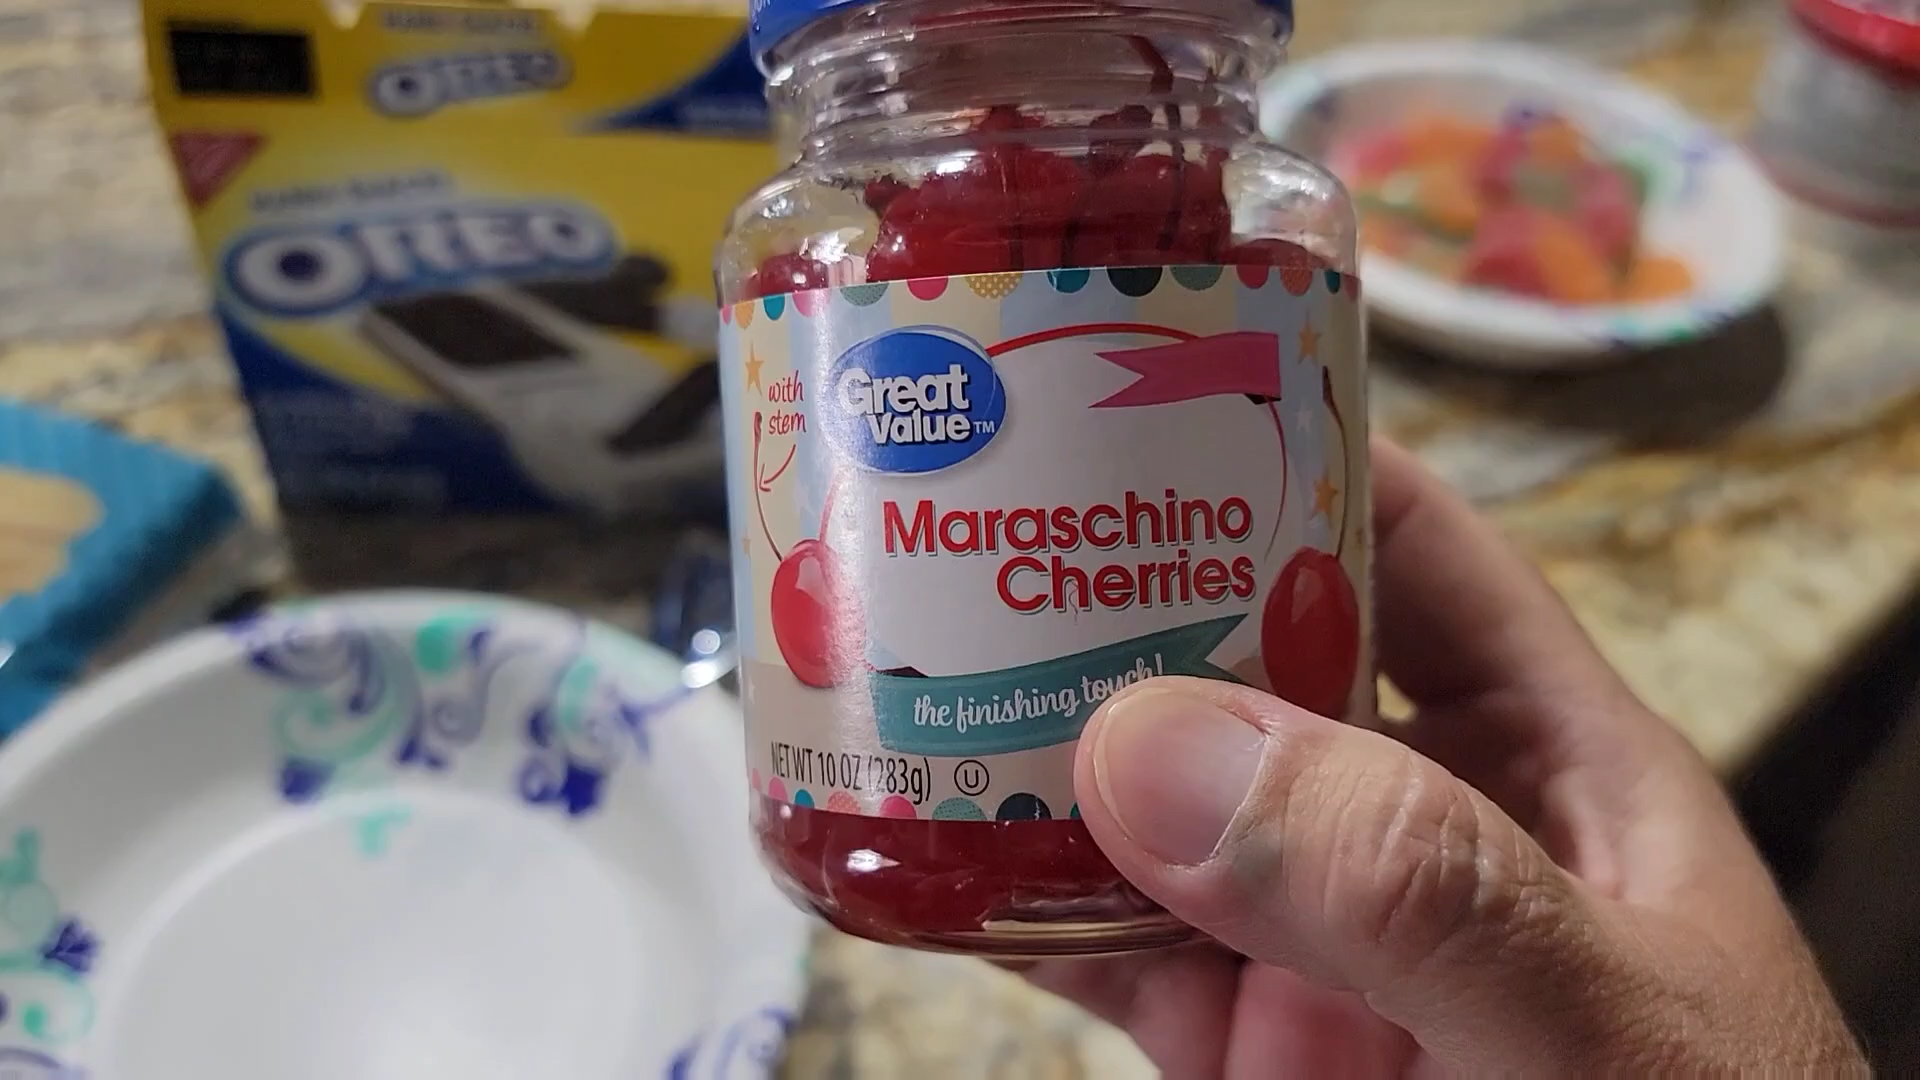 OREO
OREO
with
stem
Great
Value™
Maraschino
Cherries
the finishing touch!
NET WT 10 OZ (283g) Ⓤ